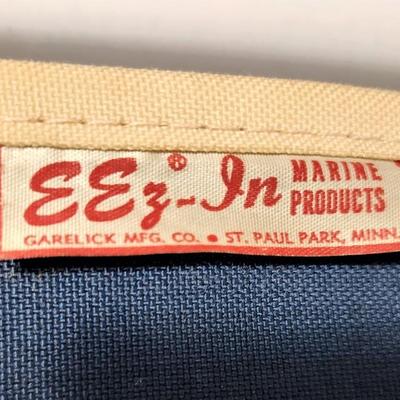 EEz-In® MARINE PRODUCTS
GARELICK MFG. CO. • ST. PAUL PARK, MINN.